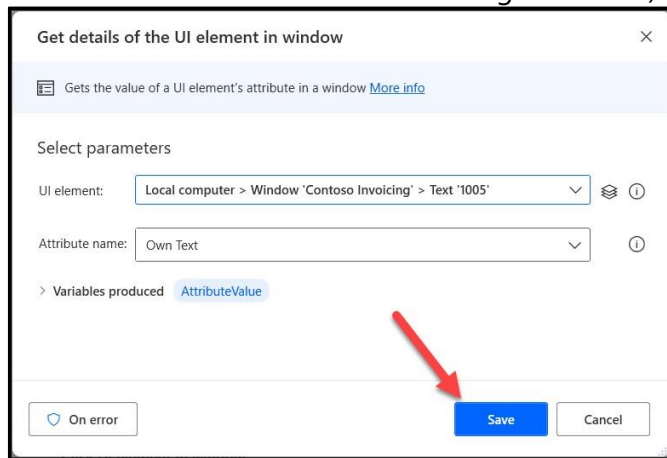 Get details of the UI element in window
Gets the value of a UI element's attribute in a window More info
Select parameters
UI element: Local computer > Window 'Contoso Invoicing' > Text '1005'
Attribute name: Own Text
> Variables produced AttributeValue
On error Save Cancel